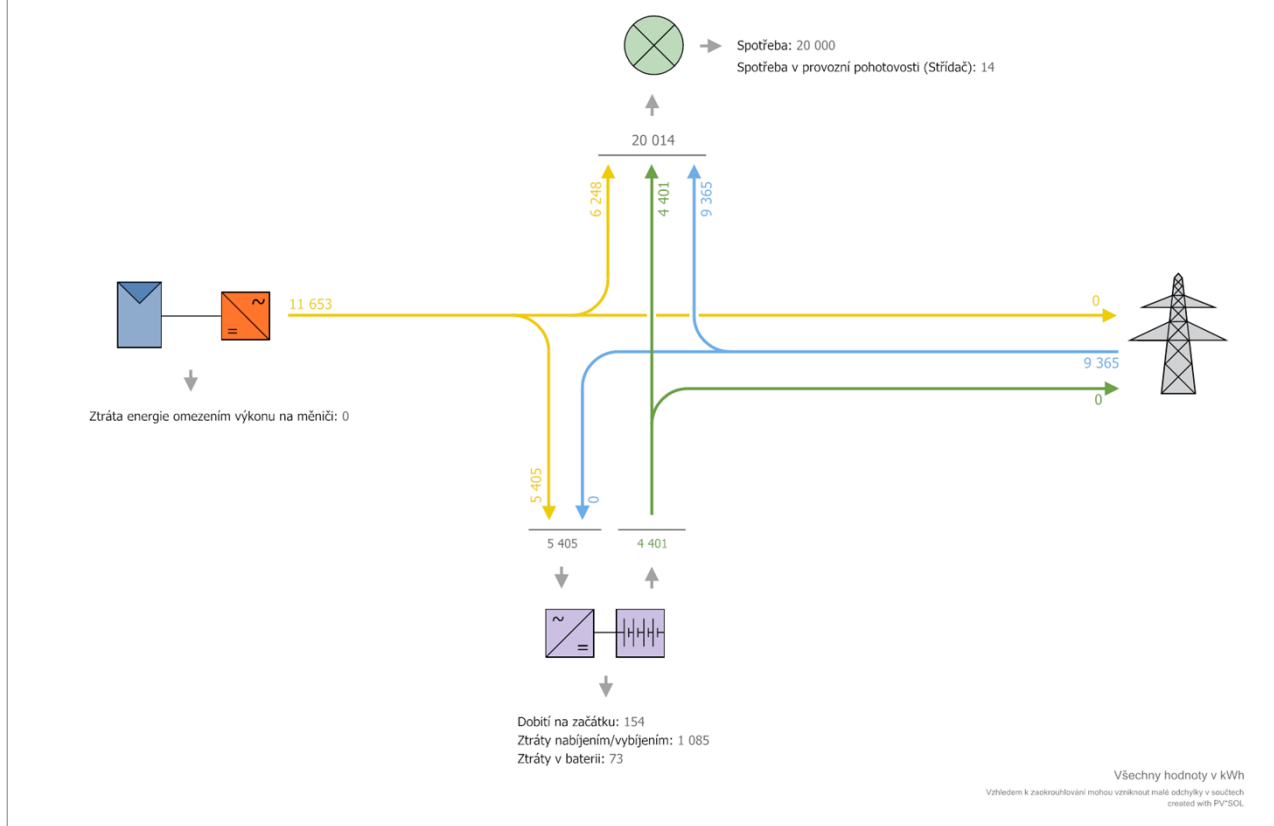 Spotřeba: 20 000
Spotřeba v provozní pohotovosti (Střídač): 14
20 014
6 248
4 401
9 365
11 653
0
9 365
0
Ztráta energie omezením výkonu na měniči: 0
5 405
0
5 405
4 401
Dobití na začátku: 154
Ztráty nabíjením/vybíjením: 1 085
Ztráty v baterii: 73
Všechny hodnoty v kWh
Vzhledem k zaokrouhlování mohou vzniknout malé odchylky v součtech
created with PV*SOL